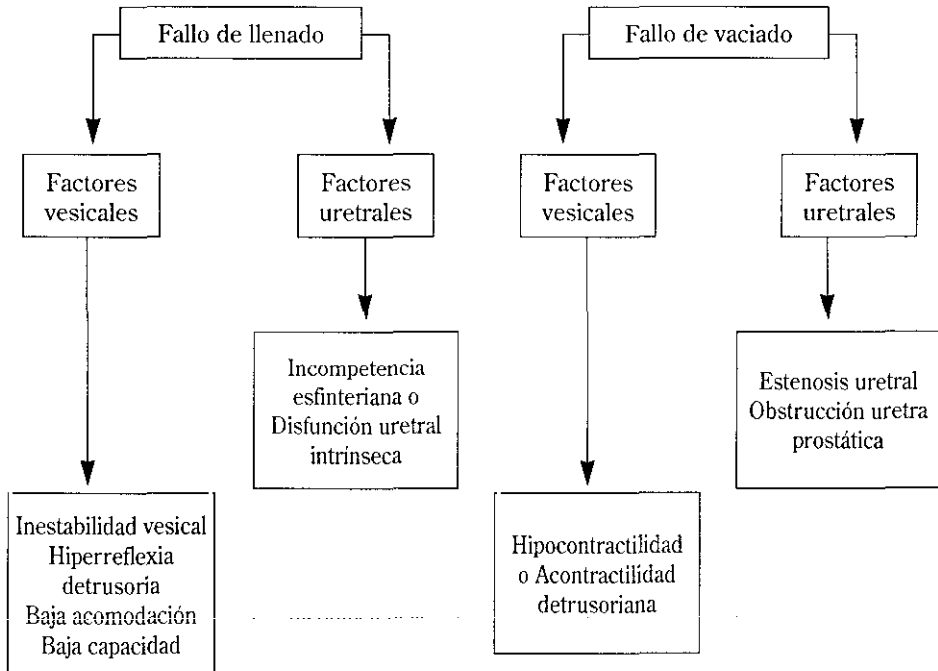 Fallo de llenado
Fallo de vaciado
Factores
vesicales
Factores
uretrales
Factores
vesicales
Factores
uretrales
Incompetencia
esfinteriana o
Disfunción uretral
intrínseca
Estenosis uretral
Obstrucción uretra
prostática
Inestabilidad vesical
Hiperreflexia
detrusoria
Baja acomodación
Baja capacidad
Hipocontractilidad
o Acontractilidad
detrusoriana